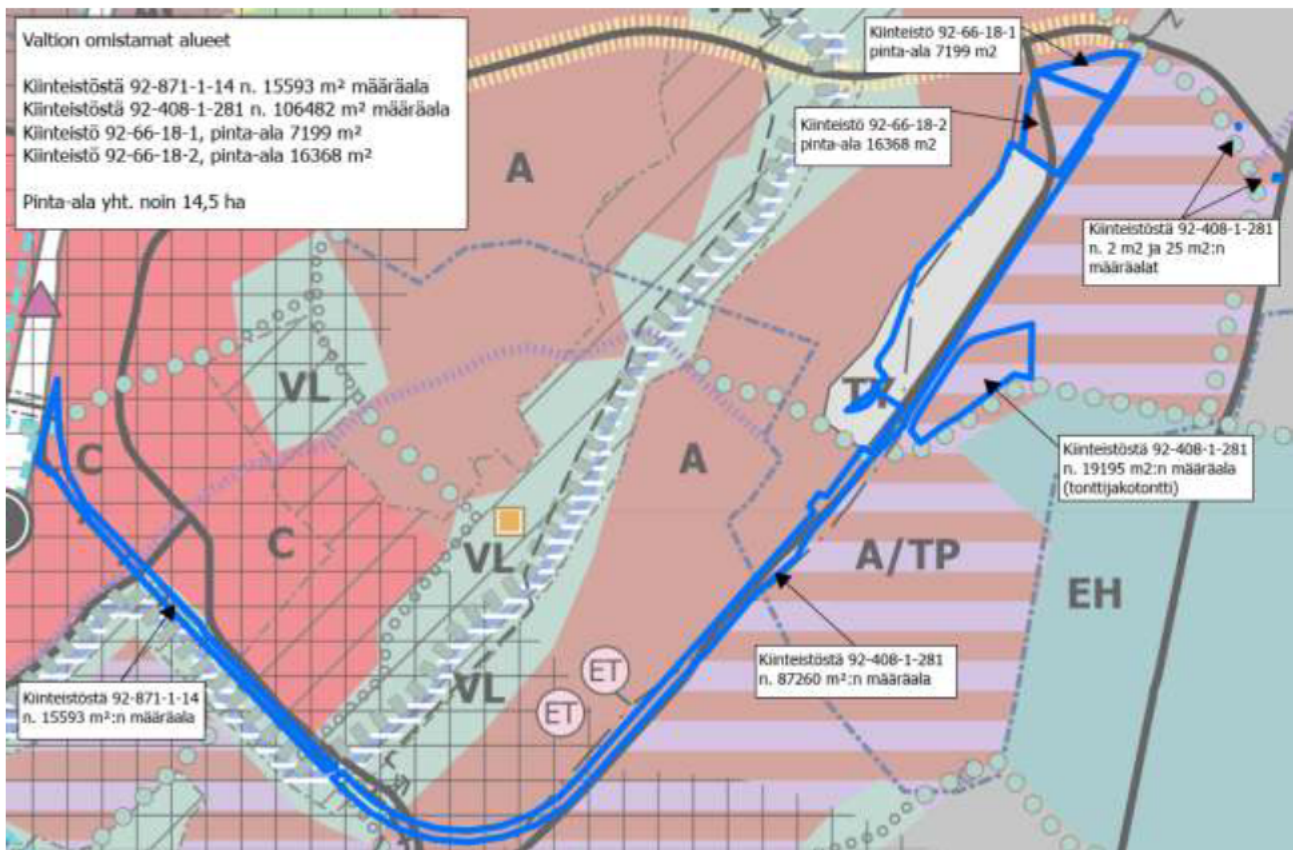 Valtion omistamat alueet
Kiinteistöstä 92-871-1-14 n. 15593 m² määräala
Kiinteistöstä 92-408-1-281 n. 106482 m² määräala
Kiinteistö 92-66-18-1, pinta-ala 7199 m²
Kiinteistö 92-66-18-2, pinta-ala 16368 m²
Pinta-ala yht. noin 14,5 ha
Kiinteistö 92-66-18-1
pinta-ala 7199 m2
Kiinteistö 92-66-18-2
pinta-ala 16368 m2
A
Kiinteistöstä 92-408-1-281
n. 2 m2 ja 25 m2:n
määräalat
VL
TY
A
C
Kiinteistöstä 92-408-1-281
n. 19195 m2:n määräala
(tonttijakotontti)
C
VL
A/TP
EH
Kiinteistöstä 92-408-1-281
n. 87260 m²:n määräala
ET
ET
VL
Kiinteistöstä 92-871-1-14
n. 15593 m²:n määräala